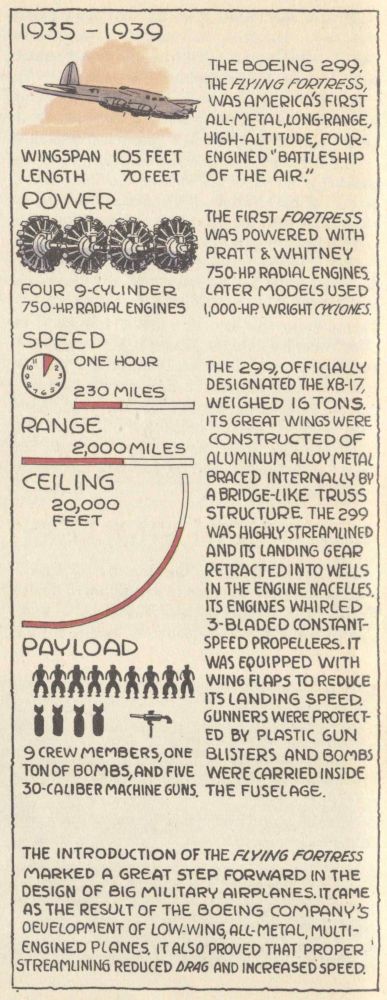 1935 - 1939
THE BOEING 299,
THE FLYING FORTRESS,
WAS AMERICA'S FIRST
ALL-METAL, LONG-RANGE,
HIGH-ALTITUDE, FOUR-
ENGINED "BATTLESHIP
OF THE AIR."
WINGSPAN 105 FEET
LENGTH 70 FEET
POWER
THE FIRST FORTRESS
WAS POWERED WITH
PRATT & WHITNEY
750-HP RADIAL ENGINES.
LATER MODELS USED
1,000-HP. WRIGHT CYCLONES.
FOUR 9-CYLINDER
750-HP. RADIAL ENGINES
SPEED
ONE HOUR
230 MILES
RANGE
2,000 MILES
CEILING
20,000
FEET
THE 299, OFFICIALLY
DESIGNATED THE XB-17,
WEIGHED 16 TONS.
ITS GREAT WINGS WERE
CONSTRUCTED OF
ALUMINUM ALLOY METAL
BRACED INTERNALLY BY
A BRIDGE-LIKE TRUSS
STRUCTURE. THE 299
WAS HIGHLY STREAMLINED
AND ITS LANDING GEAR
RETRACTED INTO WELLS
IN THE ENGINE NACELLES.
ITS ENGINES WHIRLED
3-BLADED CONSTANT-
SPEED PROPELLERS. IT
WAS EQUIPPED WITH
WING FLAPS TO REDUCE
ITS LANDING SPEED.
GUNNERS WERE PROTECT-
ED BY PLASTIC GUN
BLISTERS AND BOMBS
WERE CARRIED INSIDE
THE FUSELAGE.
PAYLOAD
9 CREW MEMBERS, ONE
TON OF BOMBS, AND FIVE
30-CALIBER MACHINE GUNS.
THE INTRODUCTION OF THE FLYING FORTRESS
MARKED A GREAT STEP FORWARD IN THE
DESIGN OF BIG MILITARY AIRPLANES. IT CAME
AS THE RESULT OF THE BOEING COMPANY'S
DEVELOPMENT OF LOW-WING, ALL-METAL, MULTI-
ENGINED PLANES. IT ALSO PROVED THAT PROPER
STREAMLINING REDUCED DRAG AND INCREASED SPEED.